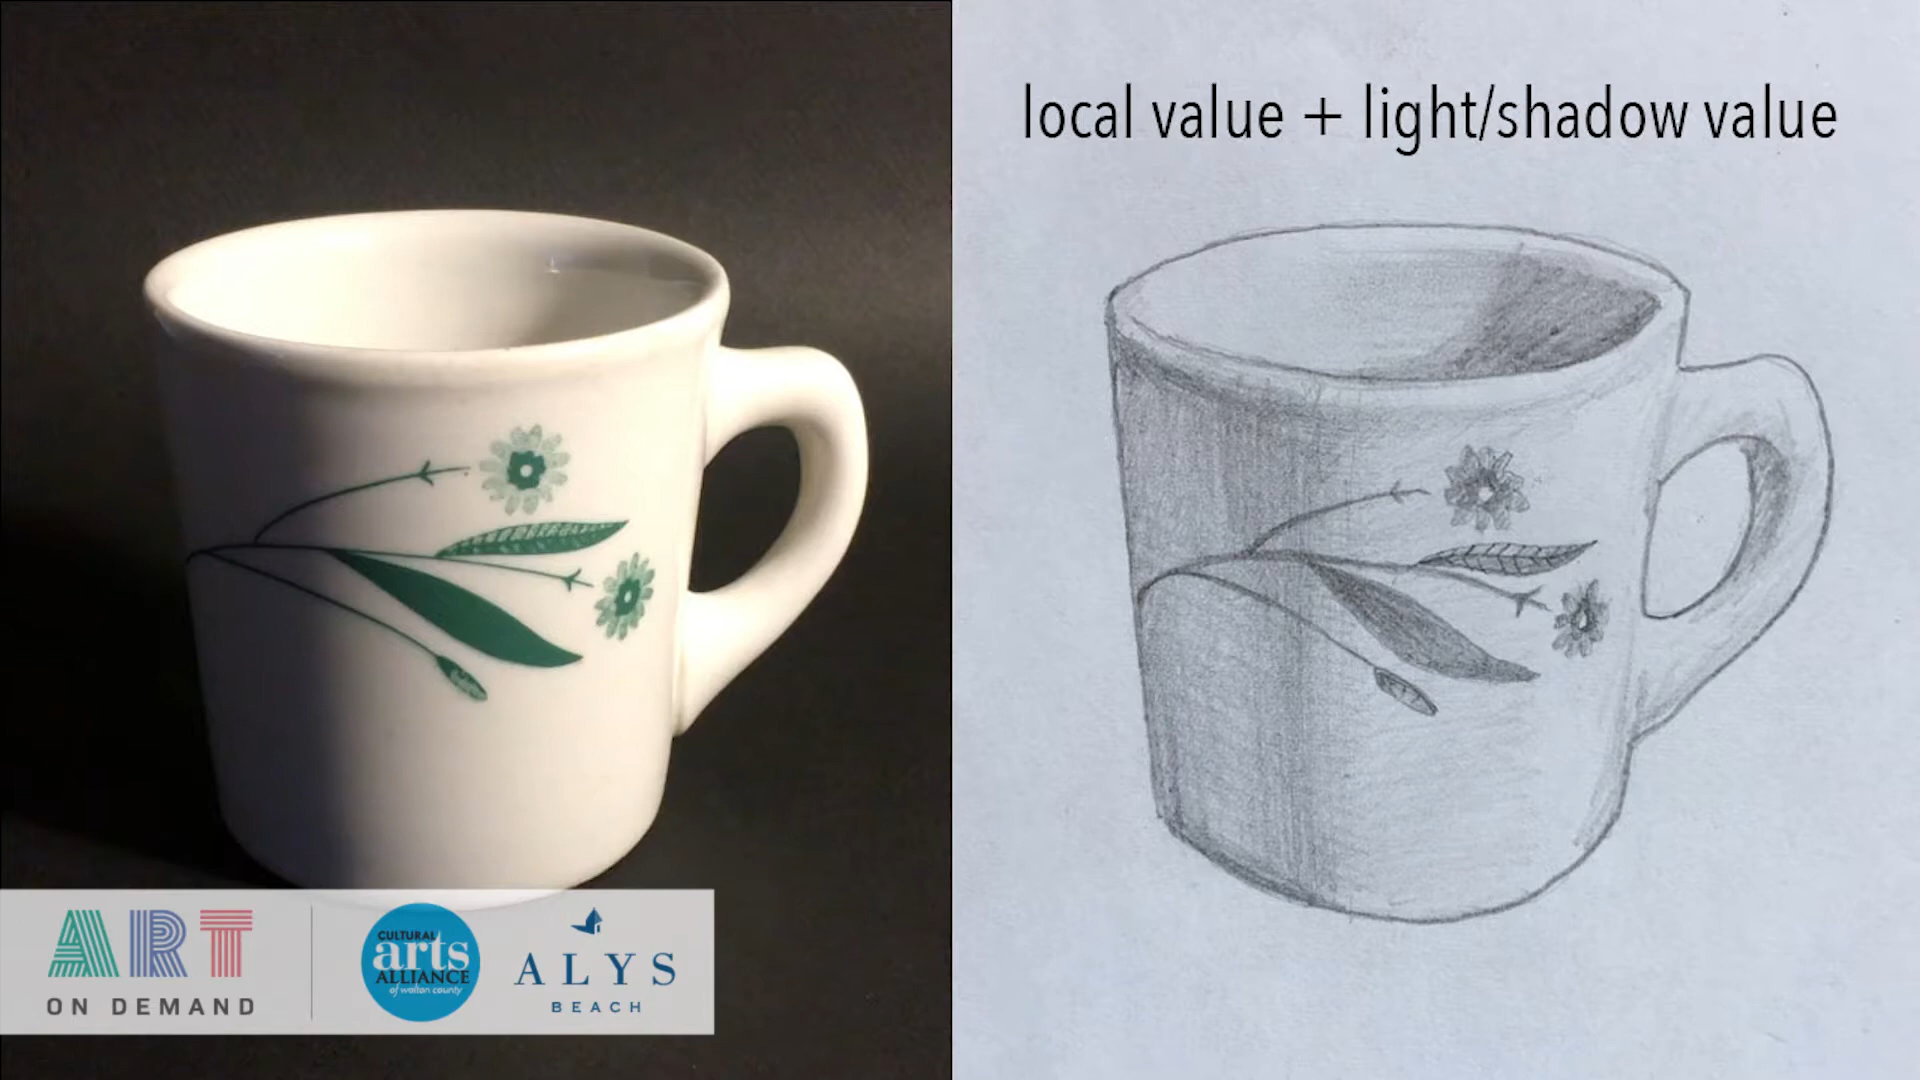 local value + light/shadow value
ART
ON DEMAND
CULTURAL
arts
ALLIANCE
of walton county
ALYS
BEACH